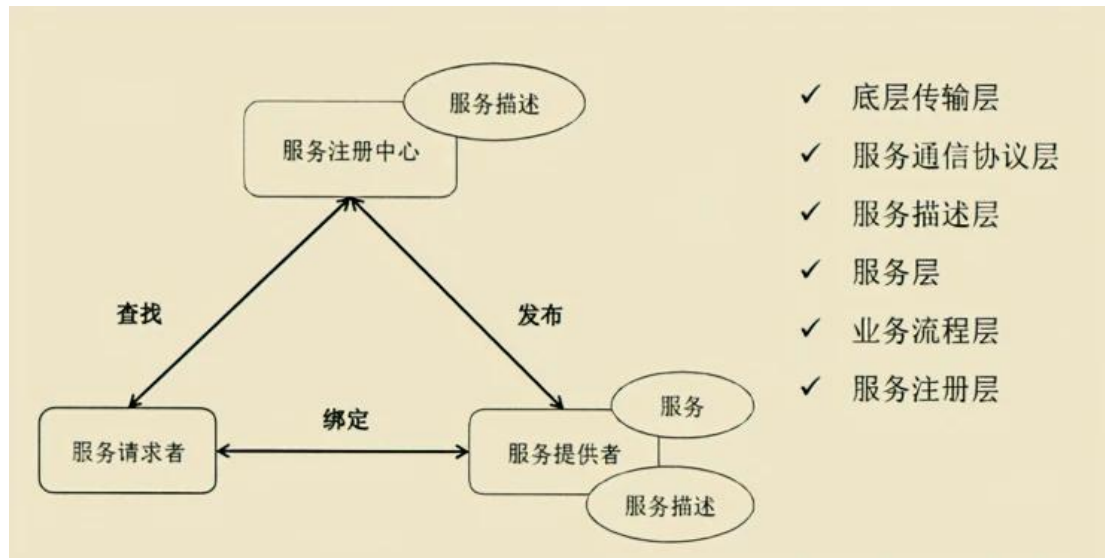 服务描述
服务注册中心
查找
发布
服务请求者
绑定
服务提供者
服务
服务描述
✓ 底层传输层
✓ 服务通信协议层
✓ 服务描述层
✓ 服务层
✓ 业务流程层
✓ 服务注册层